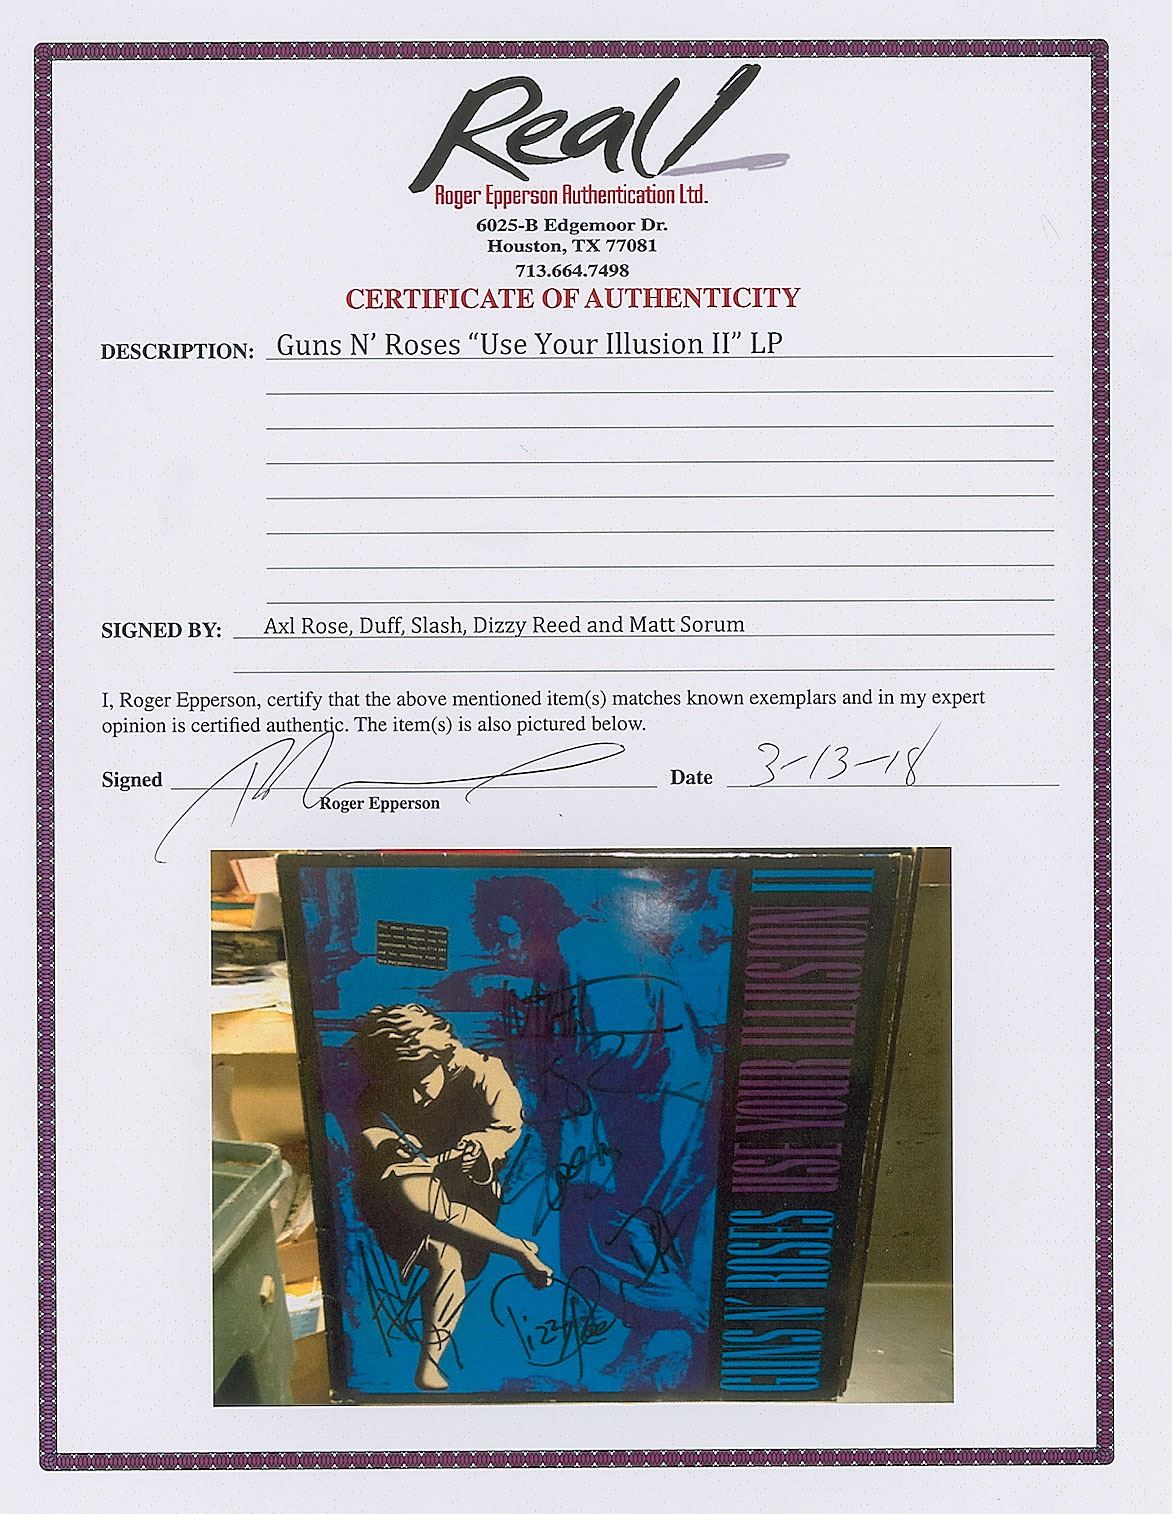 Real!
Roger Epperson Authentication Ltd.
6025-B Edgemoor Dr.
Houston, TX 77081
713.664.7498
CERTIFICATE OF AUTHENTICITY
DESCRIPTION: Guns N' Roses “Use Your Illusion II” LP
SIGNED BY: Axl Rose, Duff, Slash, Dizzy Reed and Matt Sorum
I, Roger Epperson, certify that the above mentioned item(s) matches known exemplars and in my expert
opinion is certified authentic. The item(s) is also pictured below.
Signed Date 3-13-18
Roger Epperson
GUNS N' ROSES USE YOUR ILLUSION II
Dizzy Reed